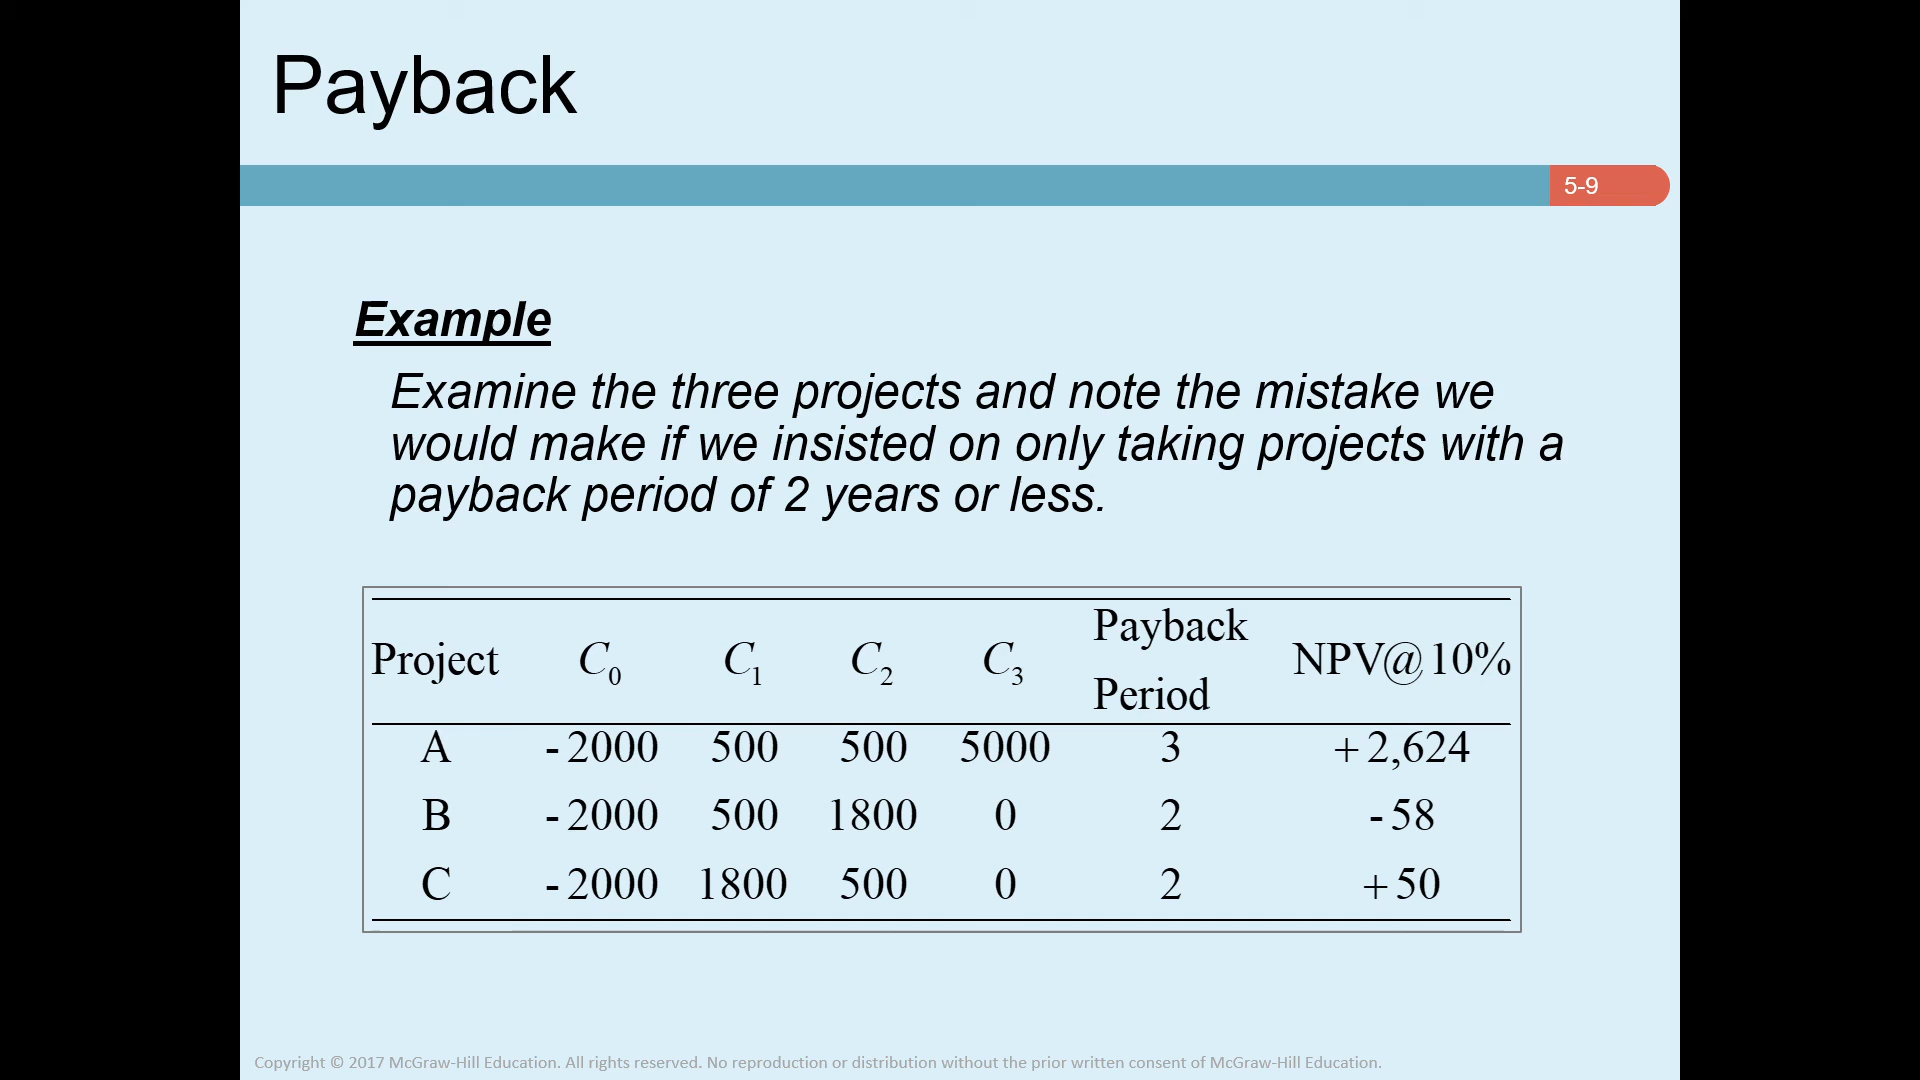 Payback
5-9
Example
Examine the three projects and note the mistake we
would make if we insisted on only taking projects with a
payback period of 2 years or less.
Project C₀ C₁ C₂ C₃ Payback Period NPV@10%
A -2000 500 500 5000 3 +2,624
B -2000 500 1800 0 2 -58
C -2000 1800 500 0 2 +50
Copyright © 2017 McGraw-Hill Education. All rights reserved. No reproduction or distribution without the prior written consent of McGraw-Hill Education.